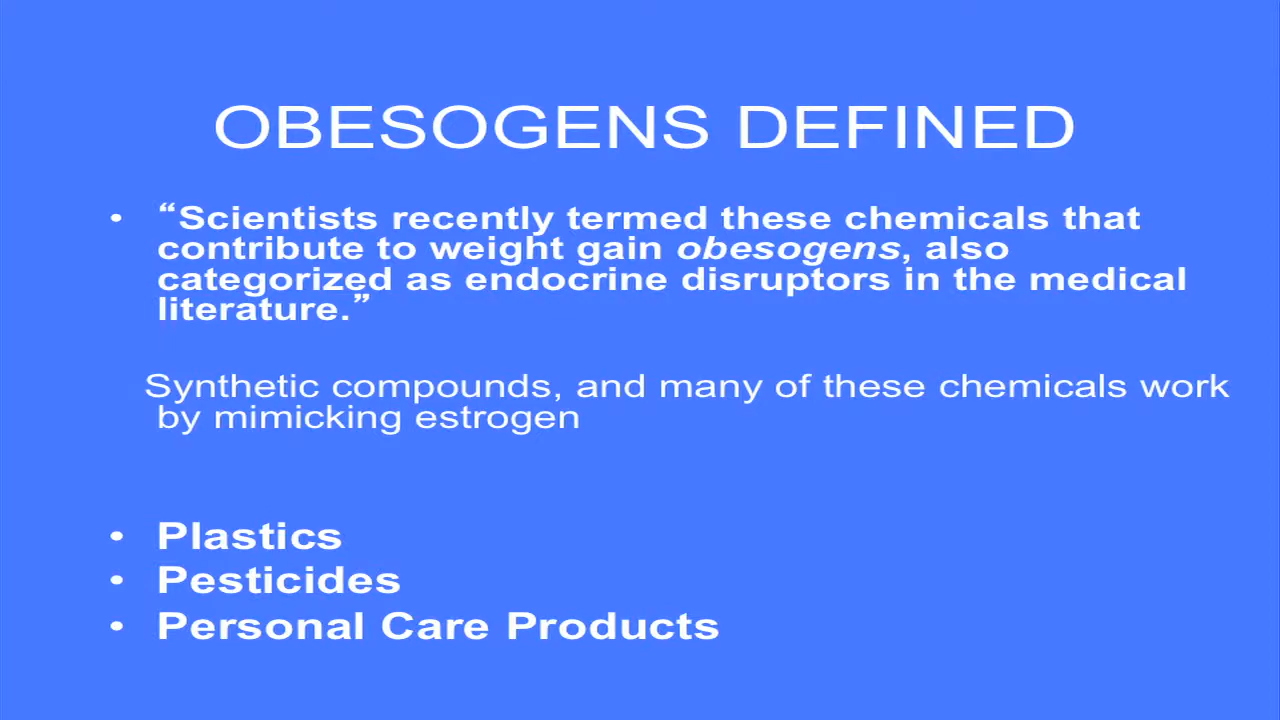 OBESOGENS DEFINED
• “Scientists recently termed these chemicals that
contribute to weight gain obesogens, also
categorized as endocrine disruptors in the medical
literature.”
Synthetic compounds, and many of these chemicals work
by mimicking estrogen
• Plastics
• Pesticides
• Personal Care Products